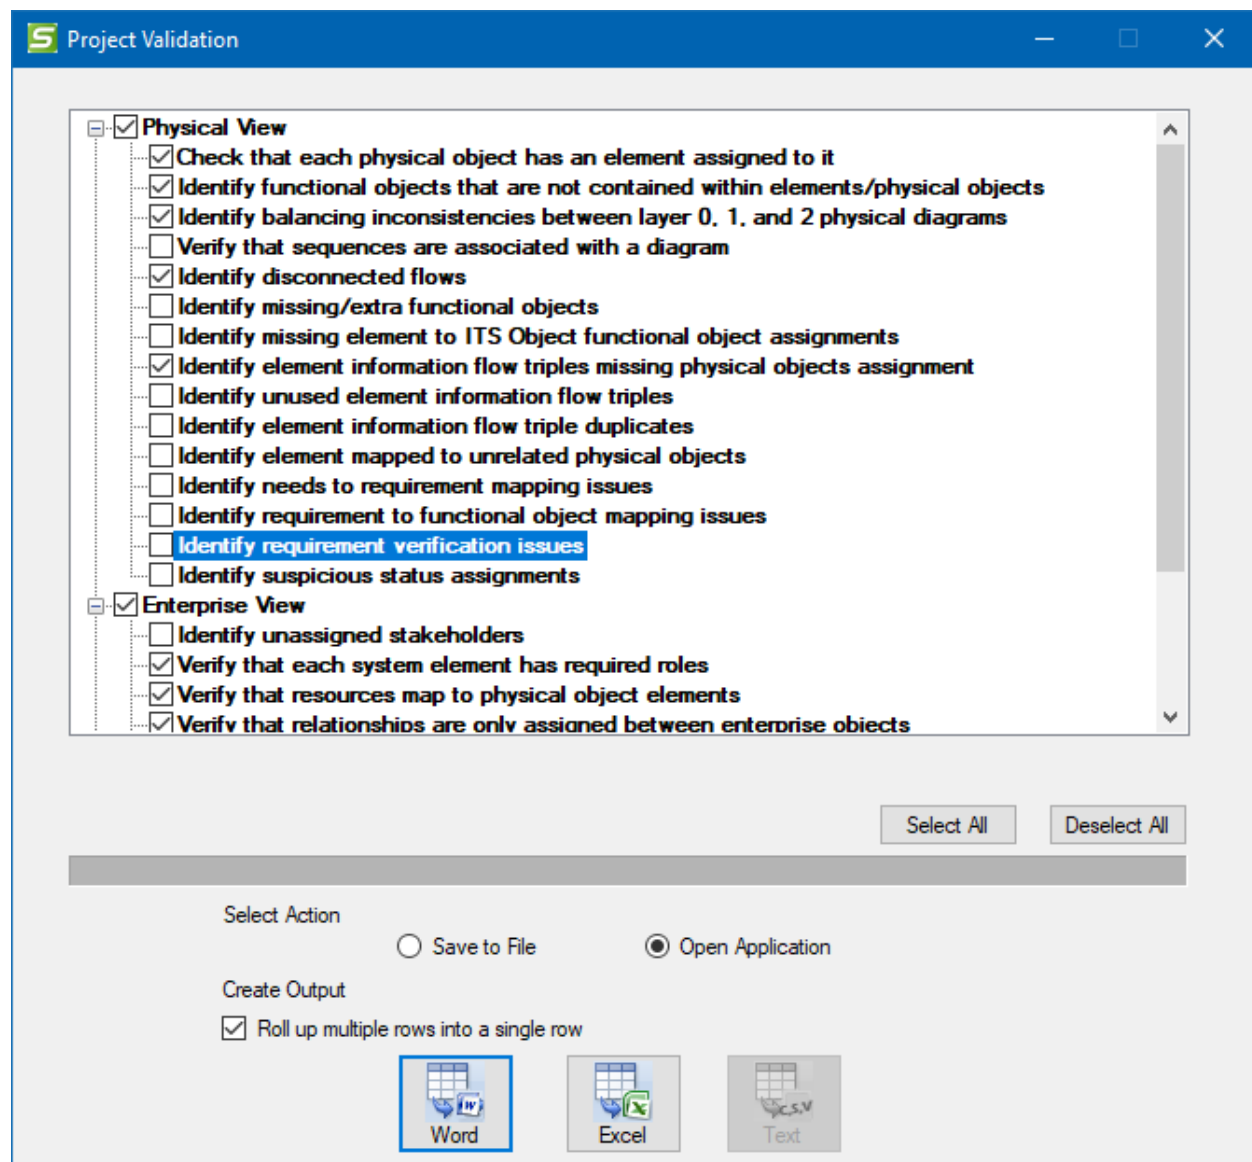 Project Validation
Physical View
Check that each physical object has an element assigned to it
Identify functional objects that are not contained within elements/physical objects
Identify balancing inconsistencies between layer 0, 1, and 2 physical diagrams
Verify that sequences are associated with a diagram
Identify disconnected flows
Identify missing/extra functional objects
Identify missing element to ITS Object functional object assignments
Identify element information flow triples missing physical objects assignment
Identify unused element information flow triples
Identify element information flow triple duplicates
Identify element mapped to unrelated physical objects
Identify needs to requirement mapping issues
Identify requirement to functional object mapping issues
Identify requirement verification issues
Identify suspicious status assignments
Enterprise View
Identify unassigned stakeholders
Verify that each system element has required roles
Verify that resources map to physical object elements
Verify that relationships are only assigned between enterprise objects
Select All Deselect All
Select Action
Save to File Open Application
Create Output
Roll up multiple rows into a single row
Word Excel Text